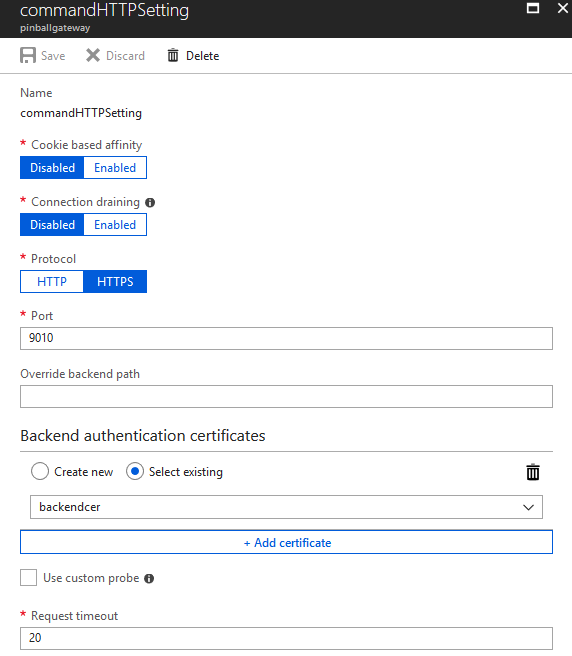 commandHTTPSetting
pinballgateway
Save Discard Delete
Name
commandHTTPSetting
* Cookie based affinity
Disabled Enabled
* Connection draining
Disabled Enabled
* Protocol
HTTP HTTPS
* Port
9010
Override backend path
Backend authentication certificates
Create new Select existing
backendcer
+ Add certificate
Use custom probe
* Request timeout
20